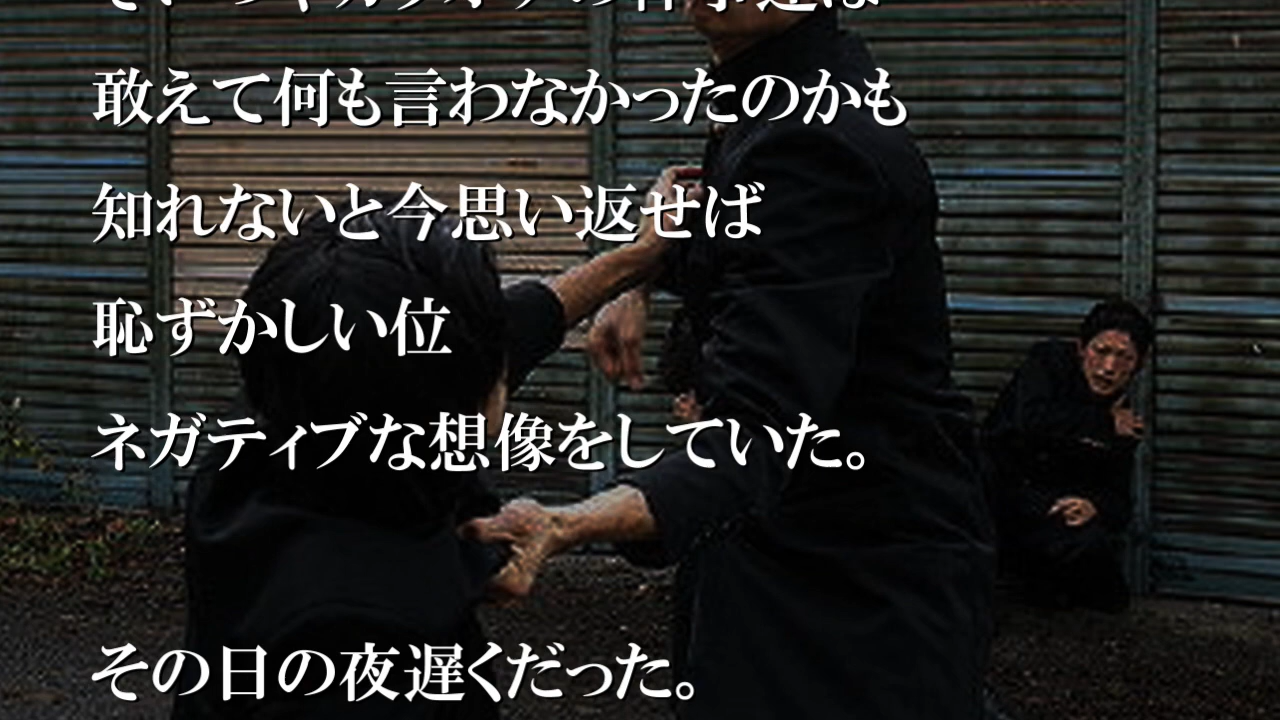 敢えて何も言わなかったのかも
知れないと今思い返せば
恥ずかしい位
ネガティブな想像をしていた。
その日の夜遅くだった。